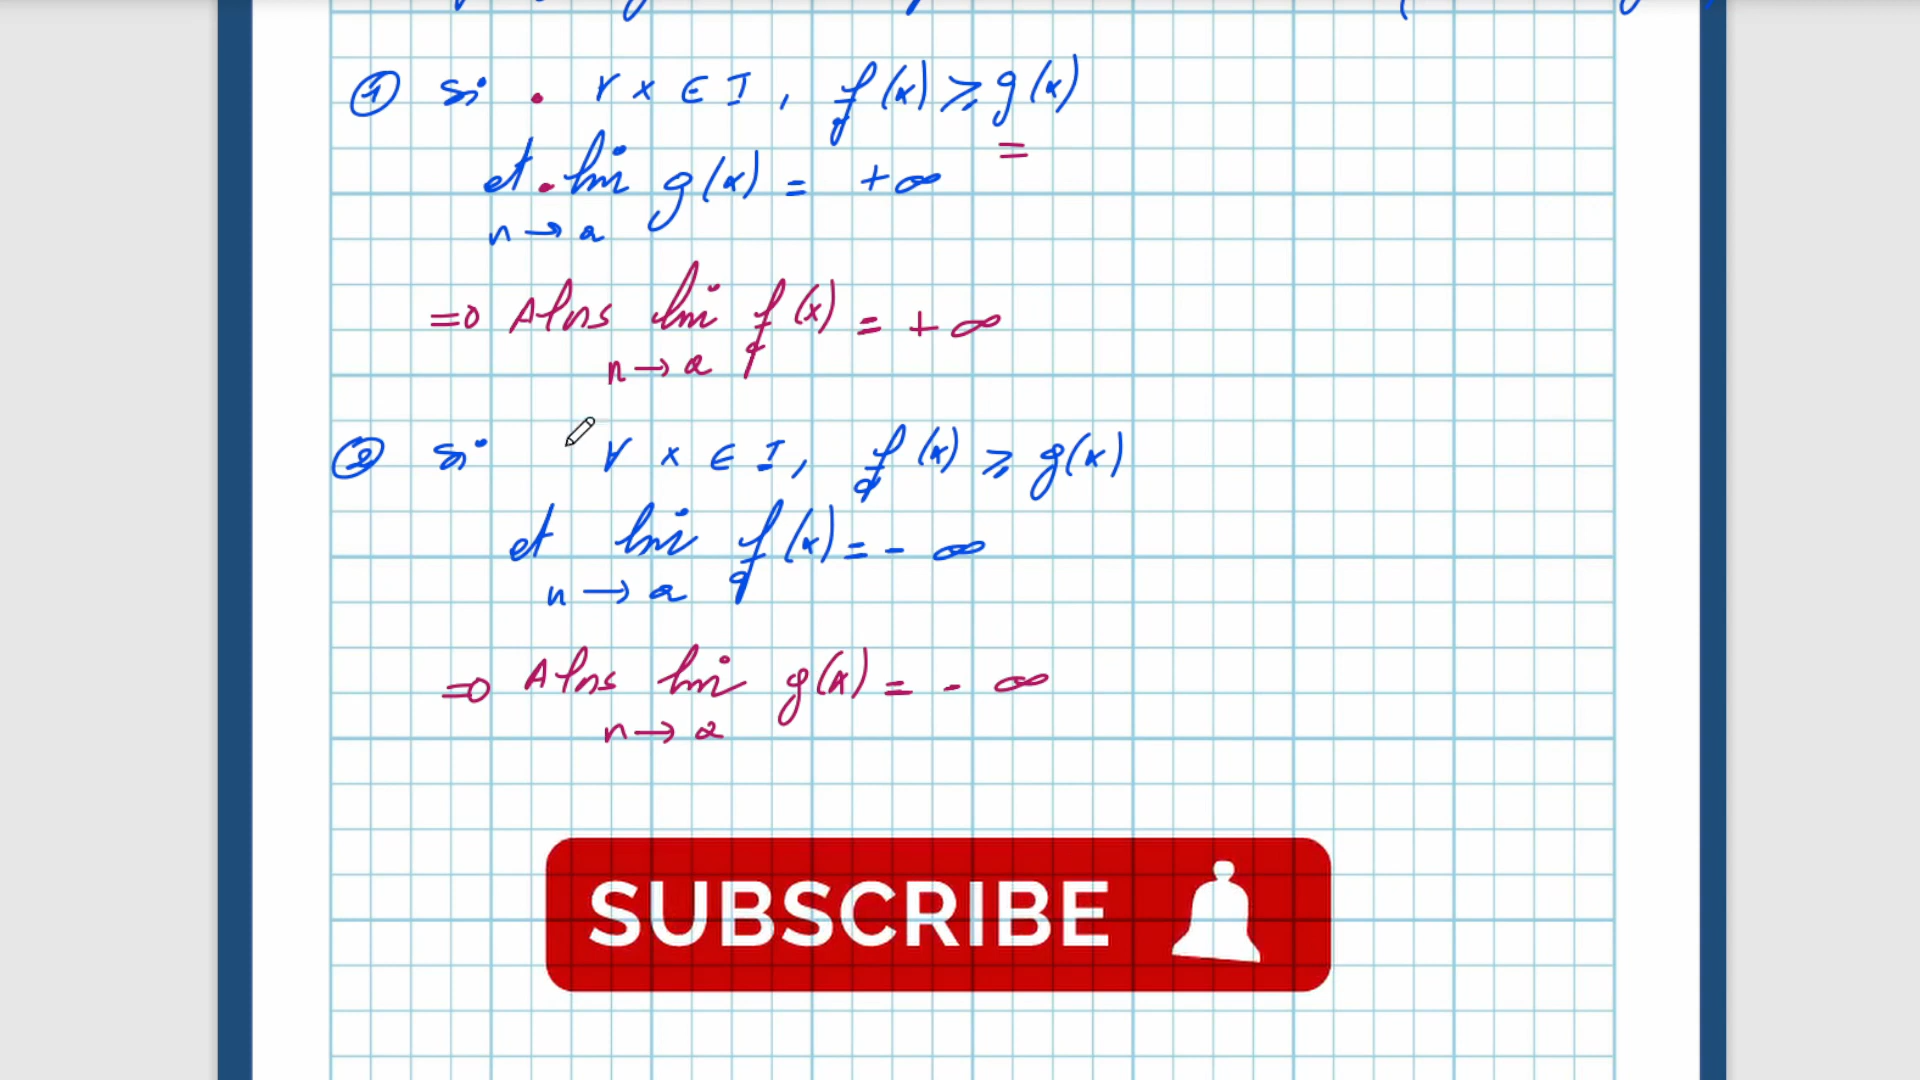 ① Si • ∀ x ∈ I, f(x) ⩾ g(x)
et • lim g(x) = +∞
n → a
=> Alors lim f(x) = +∞
n → a
② Si ∀ x ∈ I, f(x) ⩾ g(x)
et lim f(x) = - ∞
n → a
=> Alors lim g(x) = - ∞
n → a
SUBSCRIBE